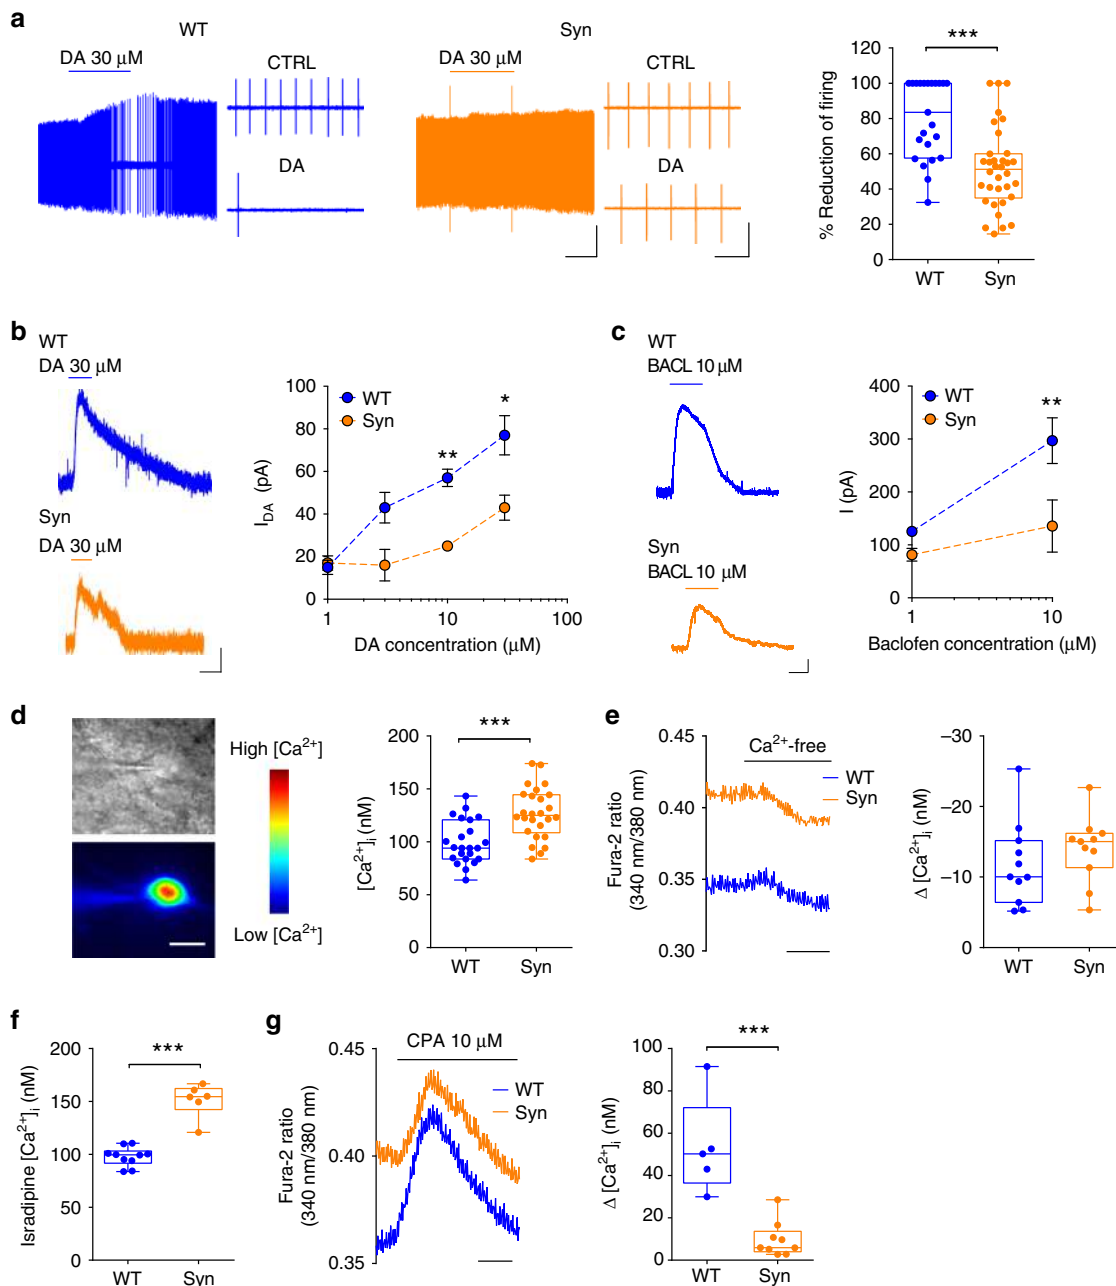 a
WT
DA 30 μM
CTRL
DA
Syn
DA 30 μM
CTRL
DA
***
% Reduction of firing
120
100
80
60
40
20
0
WT
Syn
b
WT
DA 30 μM
Syn
DA 30 μM
I_DA (pA)
100
80
60
40
20
0
WT
Syn
**
*
1
10
100
DA concentration (μM)
c
WT
BACL 10 μM
Syn
BACL 10 μM
I (pA)
400
300
200
100
0
WT
Syn
**
1
10
Baclofen concentration (μM)
d
High [Ca²⁺]
Low [Ca²⁺]
***
[Ca²⁺]ᵢ (nM)
200
150
100
50
0
WT
Syn
e
Fura-2 ratio
(340 nm/380 nm)
0.45
0.40
0.35
0.30
Ca²⁺-free
WT
Syn
Δ [Ca²⁺]ᵢ (nM)
−30
−20
−10
0
WT
Syn
f
Isradipine [Ca²⁺]ᵢ (nM)
200
150
100
50
0
***
WT
Syn
g
Fura-2 ratio
(340 nm/380 nm)
0.45
0.40
0.35
CPA 10 μM
WT
Syn
***
Δ [Ca²⁺]ᵢ (nM)
100
80
60
40
20
10
0
WT
Syn